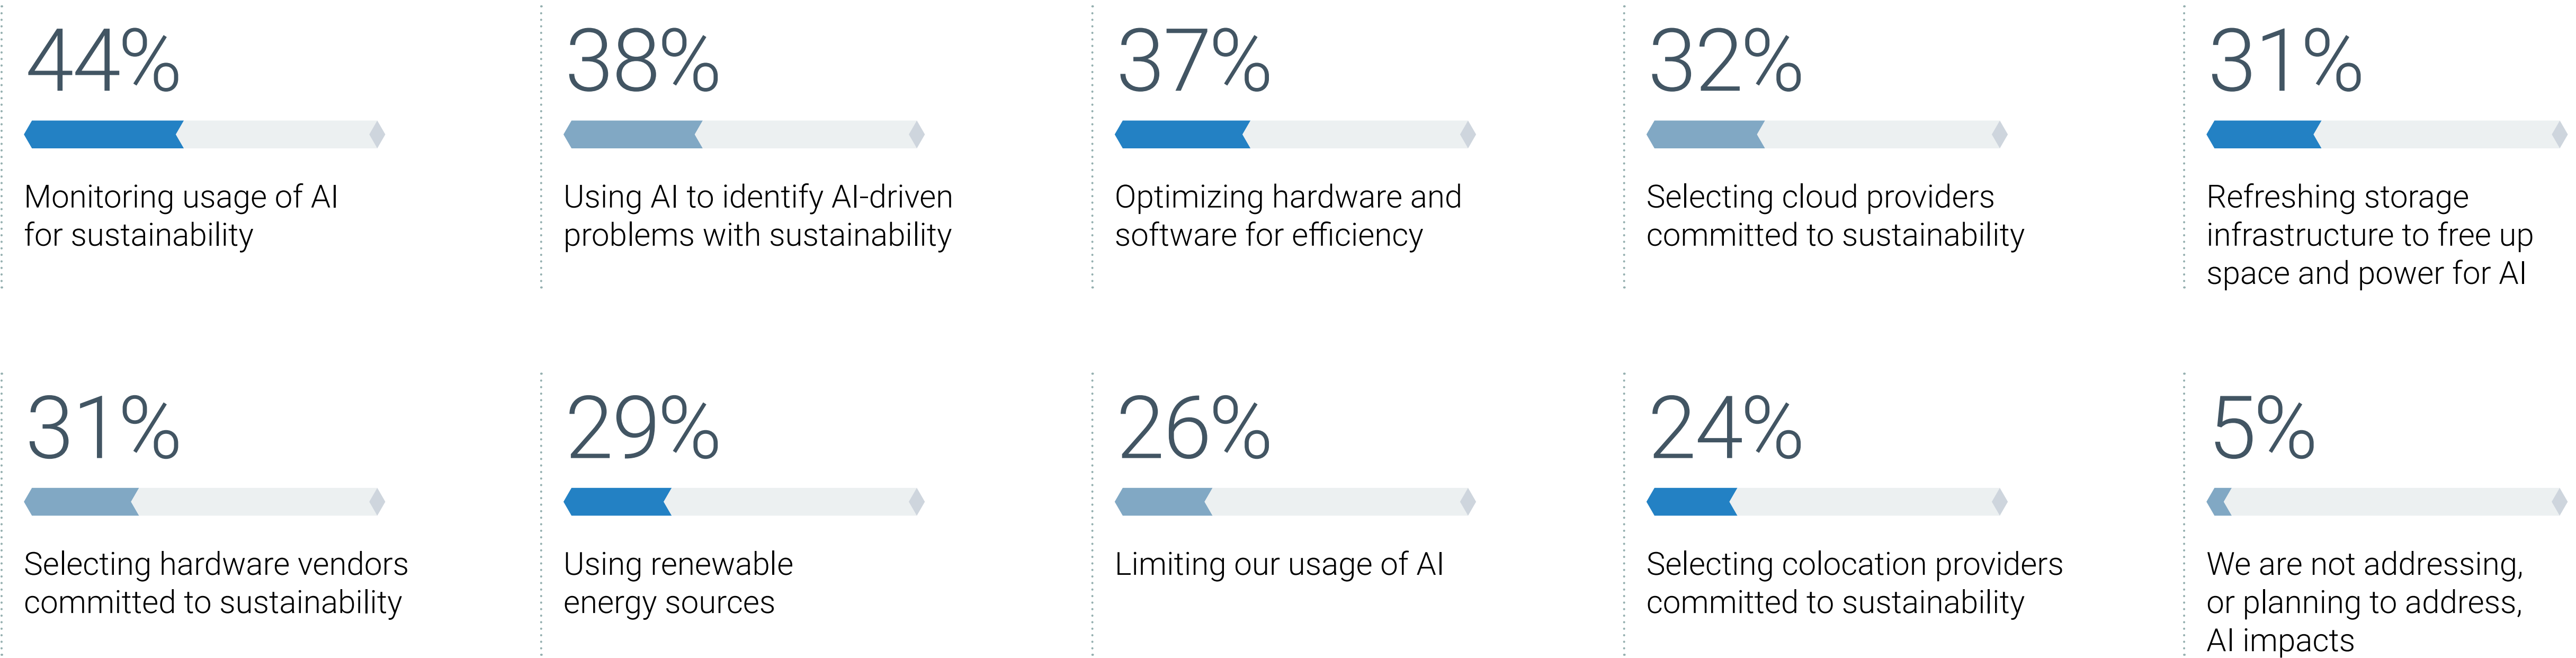 44%
Monitoring usage of AI
for sustainability
38%
Using AI to identify AI-driven
problems with sustainability
37%
Optimizing hardware and
software for efficiency
32%
Selecting cloud providers
committed to sustainability
31%
Refreshing storage
infrastructure to free up
space and power for AI
31%
Selecting hardware vendors
committed to sustainability
29%
Using renewable
energy sources
26%
Limiting our usage of AI
24%
Selecting colocation providers
committed to sustainability
5%
We are not addressing,
or planning to address,
AI impacts